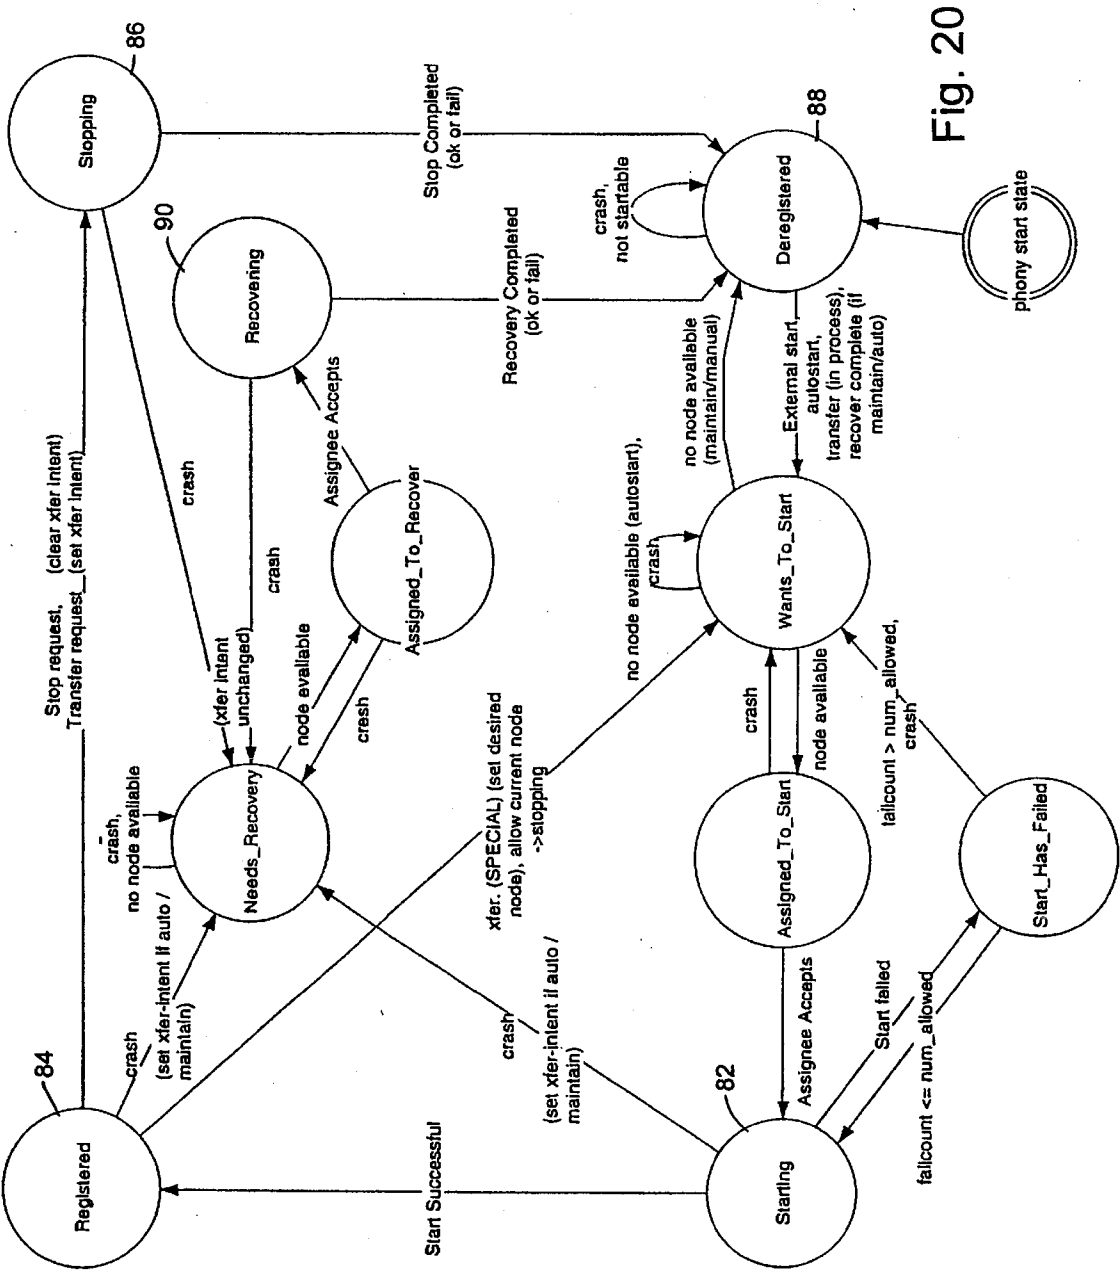 Registered
84
Stop request, (clear xfer intent)
Transfer request (set xfer intent)
Stopping
86
crash
(set xfer-intent if auto /
maintain)
crash,
no node available
Needs_Recovery
(xfer intent
unchanged)
crash
crash
node available
crash
Assigned_To_Recover
Assignee Accepts
Recovering
90
Stop Completed
(ok or fail)
Recovery Completed
(ok or fail)
Start Successful
crash
(set xfer-intent if auto /
maintain)
xfer. (SPECIAL) (set desired
node), allow current node
->stopping
no node available (autostart),
crash
no node available
(maintain/manual)
crash,
not startable
Starting
82
Assignee Accepts
Assigned_To_Start
crash
node available
Wants_To_Start
External start,
autostart,
transfer (in process),
recover complete (if
maintain/auto)
Deregistered
88
Start failed
failcount <= num_allowed
Start_Has_Failed
failcount > num_allowed,
crash
phony start state
Fig. 20